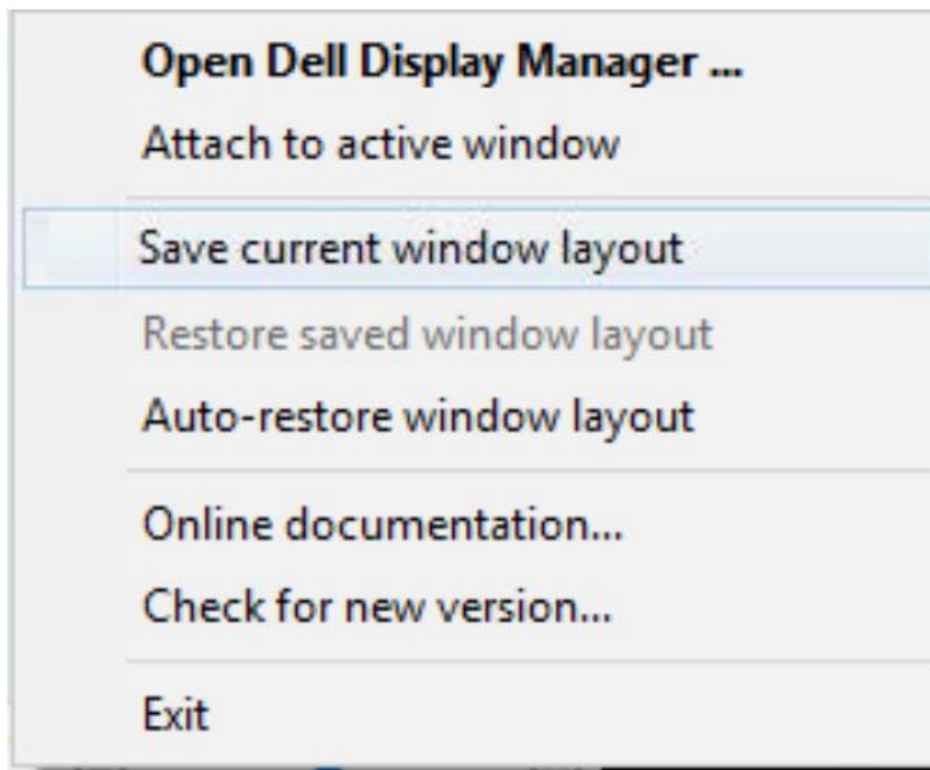 Open Dell Display Manager ...
Attach to active window
Save current window layout
Restore saved window layout
Auto-restore window layout
Online documentation...
Check for new version...
Exit